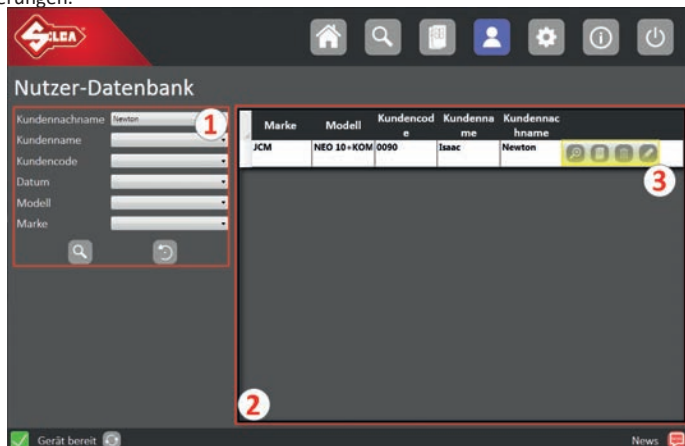 erungen.
SILCA
Nutzer-Datenbank
Kundennachname Newton
Kundenname
Kundencode
Datum
Modell
Marke
1
Marke Modell Kundencod Kundenna Kundennac
e me hname
JCM NEO 10+KOM 0090 Isaac Newton
3
2
Gerät bereit News